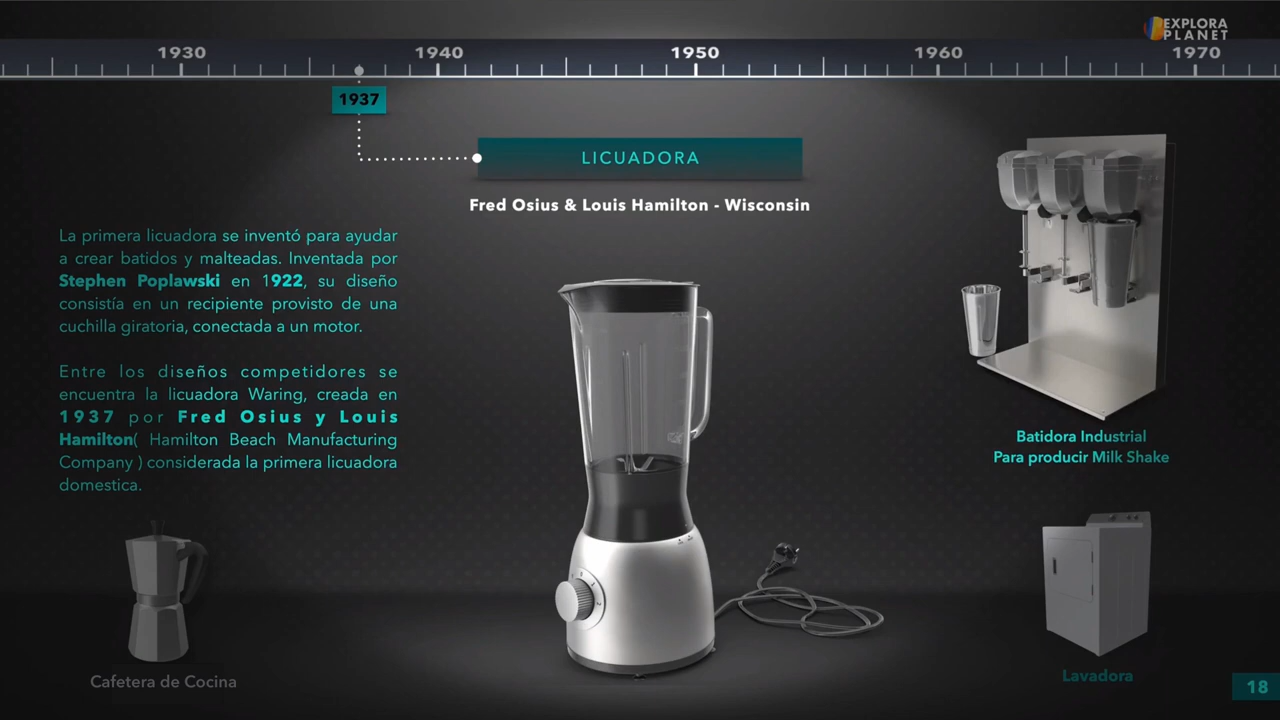 EXPLORA
PLANET
1930 1940 1950 1960 1970
1937
LICUADORA
Fred Osius & Louis Hamilton - Wisconsin
La primera licuadora se inventó para ayudar
a crear batidos y malteadas. Inventada por
Stephen Poplawski en 1922, su diseño
consistía en un recipiente provisto de una
cuchilla giratoria, conectada a un motor.
Entre los diseños competidores se
encuentra la licuadora Waring, creada en
1937 por Fred Osius y Louis
Hamilton( Hamilton Beach Manufacturing
Company ) considerada la primera licuadora
domestica.
Batidora Industrial
Para producir Milk Shake
Cafetera de Cocina
Lavadora
18